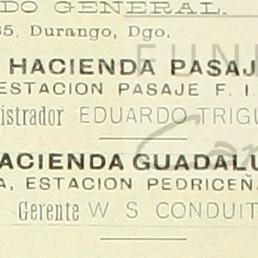 DO GENERAL.
35, Durango, Dgo.
HACIENDA PASAJ
ESTACION PASAJE F. I.
istrador EDUARDO TRIGU
ACIENDA GUADALU
A, ESTACION PEDRICEÑA
Gerente W S CONDUIT